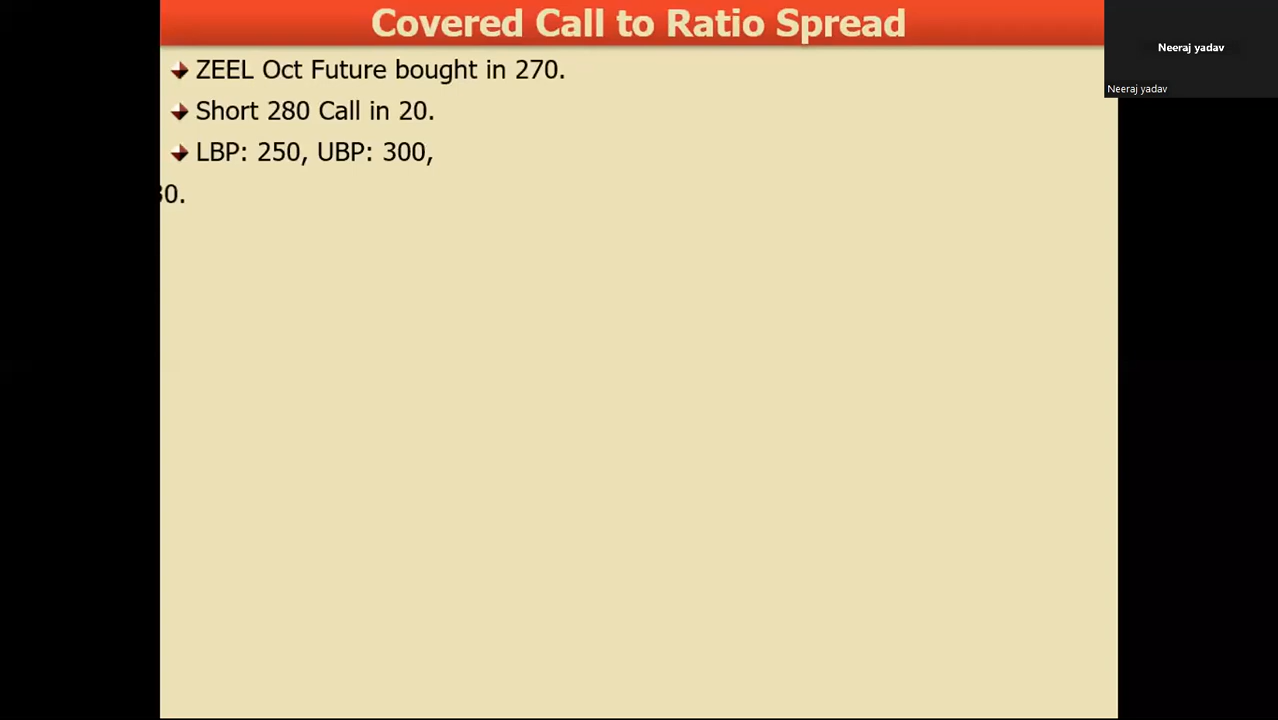 Covered Call to Ratio Spread
ZEEL Oct Future bought in 270.
Short 280 Call in 20.
LBP: 250, UBP: 300,
Neeraj yadav
Neeraj yadav